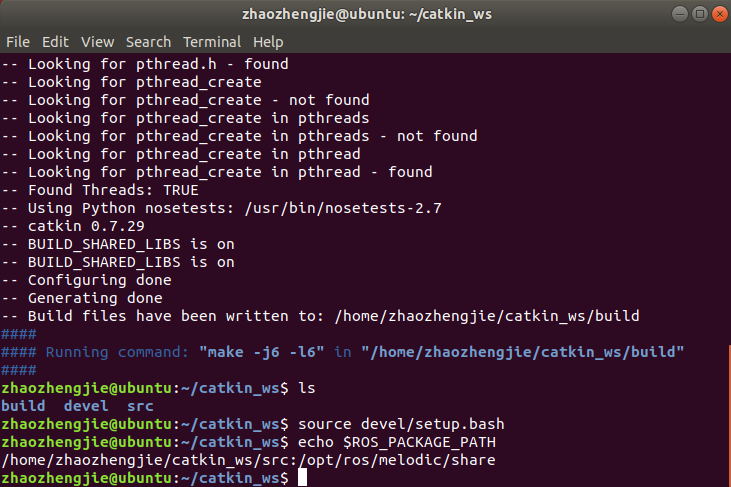 zhaozhengjie@ubuntu: ~/catkin_ws
File Edit View Search Terminal Help
-- Looking for pthread.h - found
-- Looking for pthread_create
-- Looking for pthread_create - not found
-- Looking for pthread_create in pthreads
-- Looking for pthread_create in pthreads - not found
-- Looking for pthread_create in pthread
-- Looking for pthread_create in pthread - found
-- Found Threads: TRUE
-- Using Python nosetests: /usr/bin/nosetests-2.7
-- catkin 0.7.29
-- BUILD_SHARED_LIBS is on
-- BUILD_SHARED_LIBS is on
-- Configuring done
-- Generating done
-- Build files have been written to: /home/zhaozhengjie/catkin_ws/build
####
#### Running command: "make -j6 -l6" in "/home/zhaozhengjie/catkin_ws/build"
####
zhaozhengjie@ubuntu:~/catkin_ws$ ls
build  devel  src
zhaozhengjie@ubuntu:~/catkin_ws$ source devel/setup.bash
zhaozhengjie@ubuntu:~/catkin_ws$ echo $ROS_PACKAGE_PATH
/home/zhaozhengjie/catkin_ws/src:/opt/ros/melodic/share
zhaozhengjie@ubuntu:~/catkin_ws$